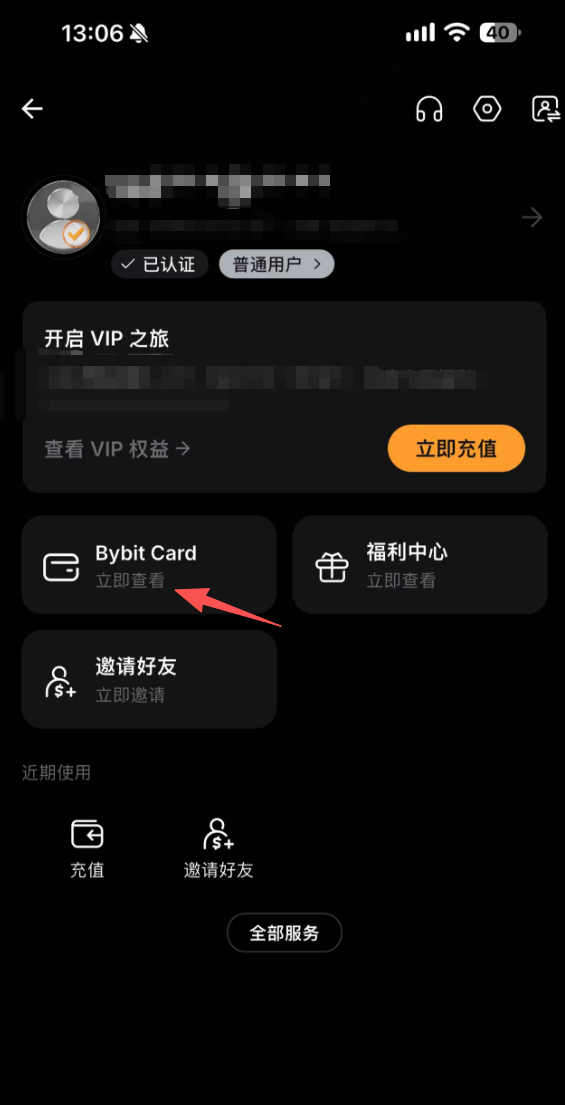 13:06
40
已认证
普通用户
开启 VIP 之旅
查看 VIP 权益
立即充值
Bybit Card
立即查看
福利中心
立即查看
邀请好友
立即邀请
近期使用
充值
邀请好友
全部服务